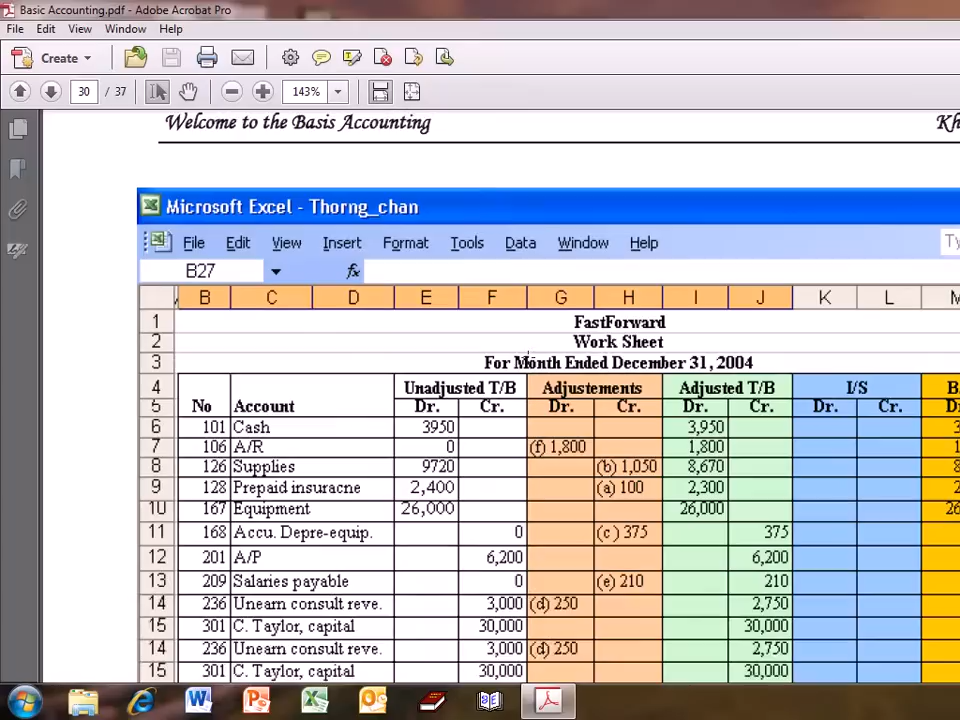 Basic Accounting.pdf - Adobe Acrobat Pro
File Edit View Window Help
Create
30 / 37 143%
Welcome to the Basis Accounting Kh
Microsoft Excel - Thorng_chan
File Edit View Insert Format Tools Data Window Help Ty
B27 fx
B C D E F G H I J K L M
1 FastForward
2 Work Sheet
3 For Month Ended December 31, 2004
4 Unadjusted T/B Adjustements Adjusted T/B I/S B
5 No Account Dr. Cr. Dr. Cr. Dr. Cr. Dr. Cr. D
6 101 Cash 3950 3,950 3
7 106 A/R 0 (f) 1,800 1,800 1
8 126 Supplies 9720 (b) 1,050 8,670 8
9 128 Prepaid insuracne 2,400 (a) 100 2,300 2
10 167 Equipment 26,000 26,000 26
11 168 Accu. Depre-equip. 0 (c ) 375 375
12 201 A/P 6,200 6,200
13 209 Salaries payable 0 (e) 210 210
14 236 Unearn consult reve. 3,000 (d) 250 2,750
15 301 C. Taylor, capital 30,000 30,000
14 236 Unearn consult reve. 3,000 (d) 250 2,750
15 301 C. Taylor, capital 30,000 30,000